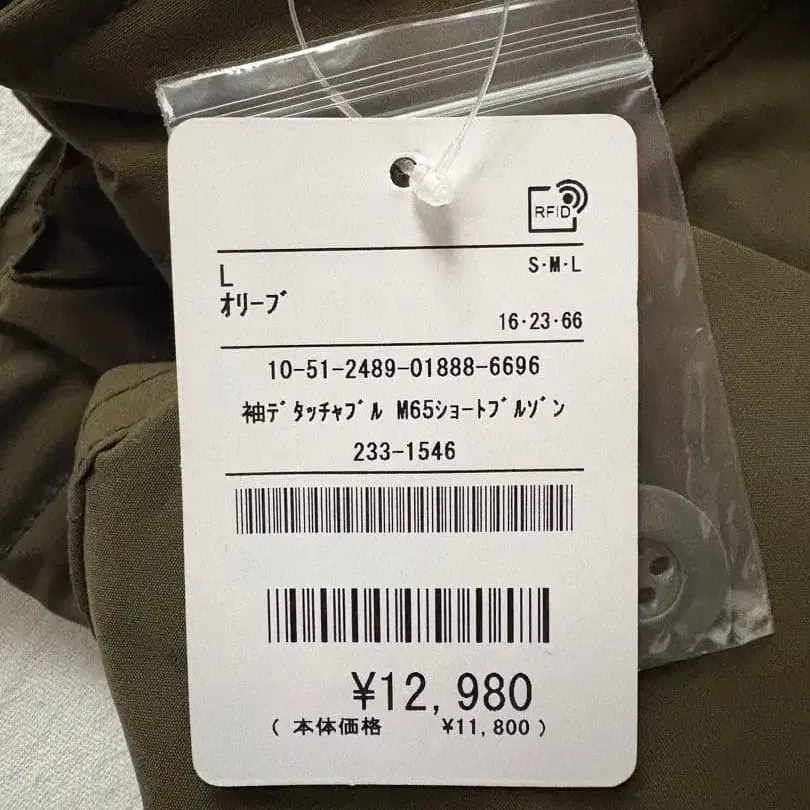 RFID
L
S·M·L
ｵﾘｰﾌﾞ
16·23·66
10-51-2489-01888-6696
袖ﾃﾞﾀｯﾁｬﾌﾞﾙ M65ｼｮｰﾄﾌﾞﾙｿﾞﾝ
233-1546
¥12,980
( 本体価格 ¥11,800 )